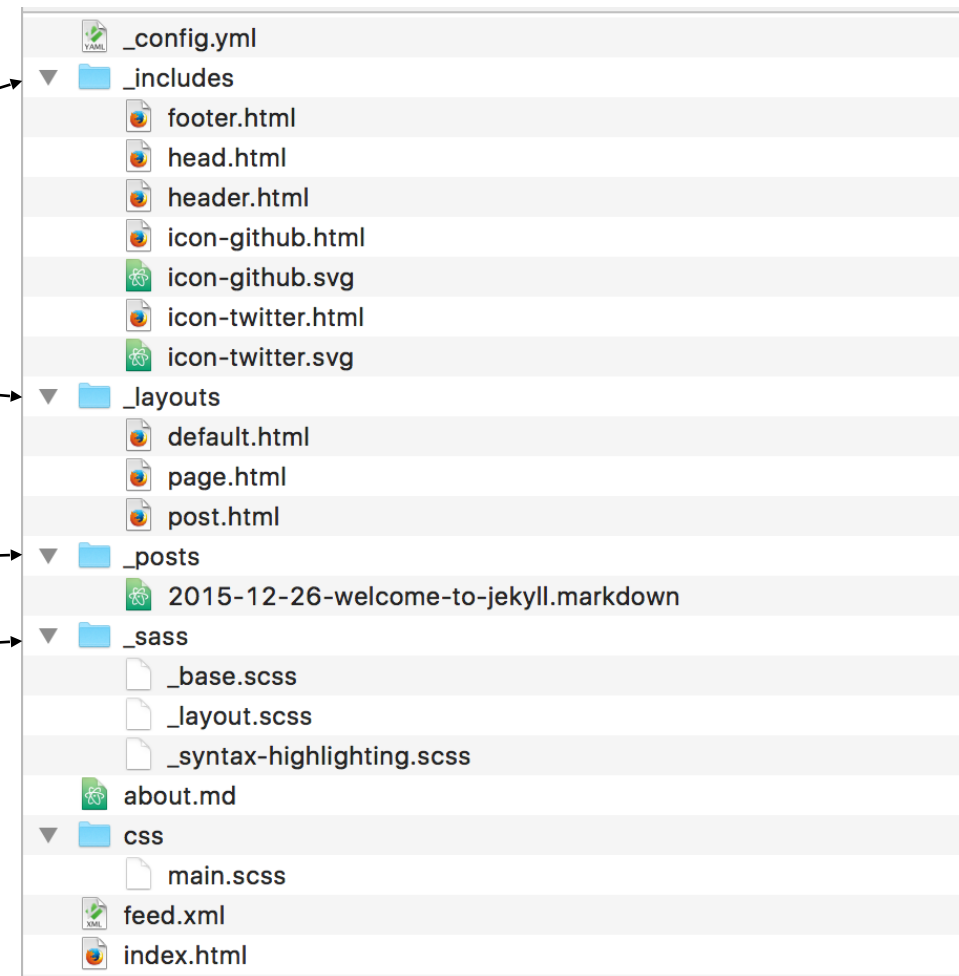 _config.yml
_includes
footer.html
head.html
header.html
icon-github.html
icon-github.svg
icon-twitter.html
icon-twitter.svg
_layouts
default.html
page.html
post.html
_posts
2015-12-26-welcome-to-jekyll.markdown
_sass
_base.scss
_layout.scss
_syntax-highlighting.scss
about.md
css
main.scss
feed.xml
index.html